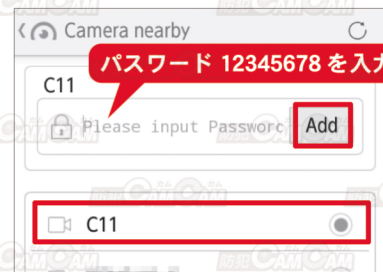 Camera nearby
C11
パスワード 12345678 を入力
Please input Password
Add
C11